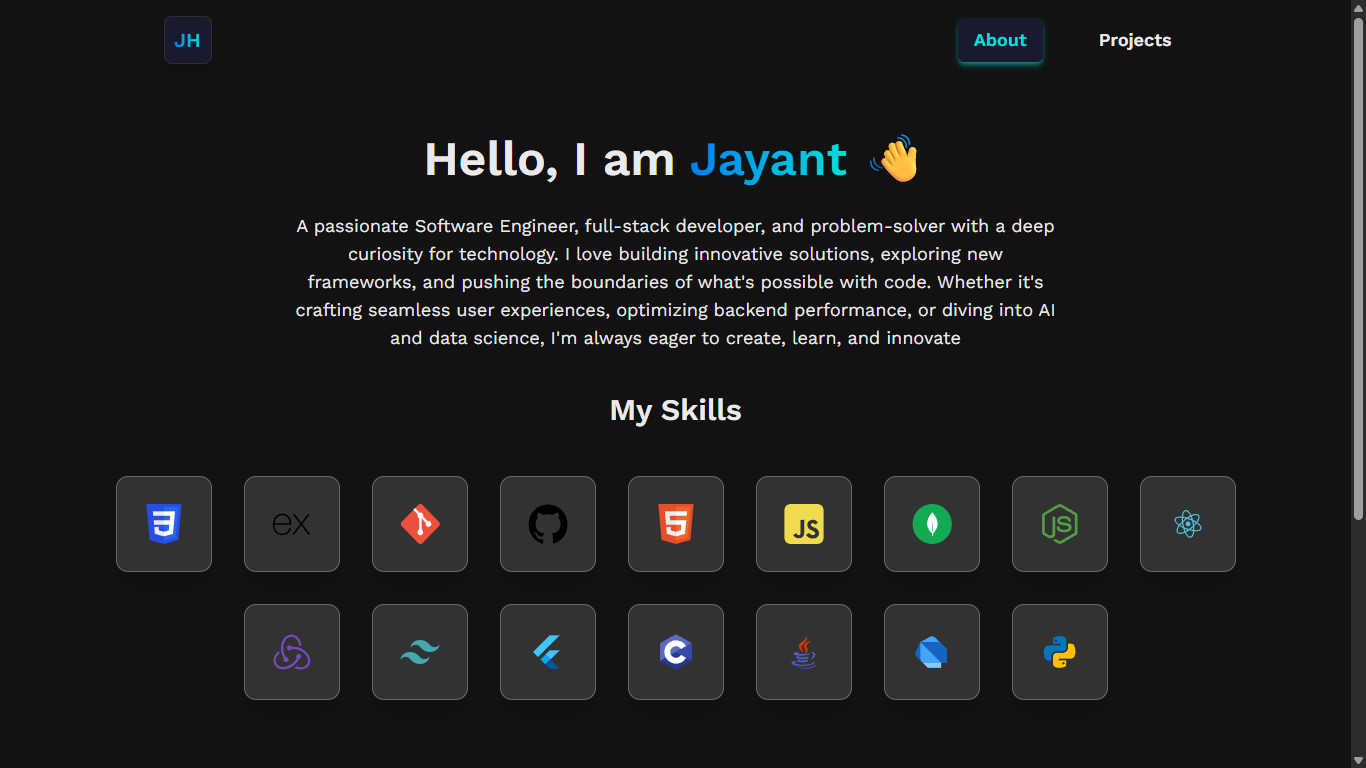 JH
About
Projects
Hello, I am Jayant
A passionate Software Engineer, full-stack developer, and problem-solver with a deep
curiosity for technology. I love building innovative solutions, exploring new
frameworks, and pushing the boundaries of what's possible with code. Whether it's
crafting seamless user experiences, optimizing backend performance, or diving into AI
and data science, I'm always eager to create, learn, and innovate
My Skills
3
ex
5
JS
JS
C